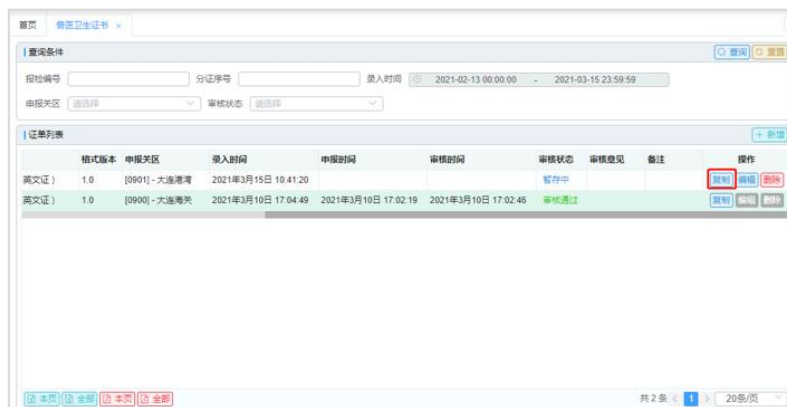 首页 兽医卫生证书 ×
查询条件 查询 重置
报检编号 分证序号 录入时间 2021-02-13 00:00:00 - 2021-03-15 23:59:59
申报关区 请选择 审核状态 请选择
证单列表 + 新增
格式版本 申报关区 录入时间 申报时间 审核时间 审核状态 审核意见 备注 操作
英文证） 1.0 [0901] - 大连港湾 2021年3月15日 10:41:20 暂存中 复制 编辑 删除
英文证） 1.0 [0900] - 大连海关 2021年3月10日 17:04:49 2021年3月10日 17:02:19 2021年3月10日 17:02:46 审核通过 复制 编辑 删除
本页 全部 本页 全部 共 2 条 < 1 > 20条/页